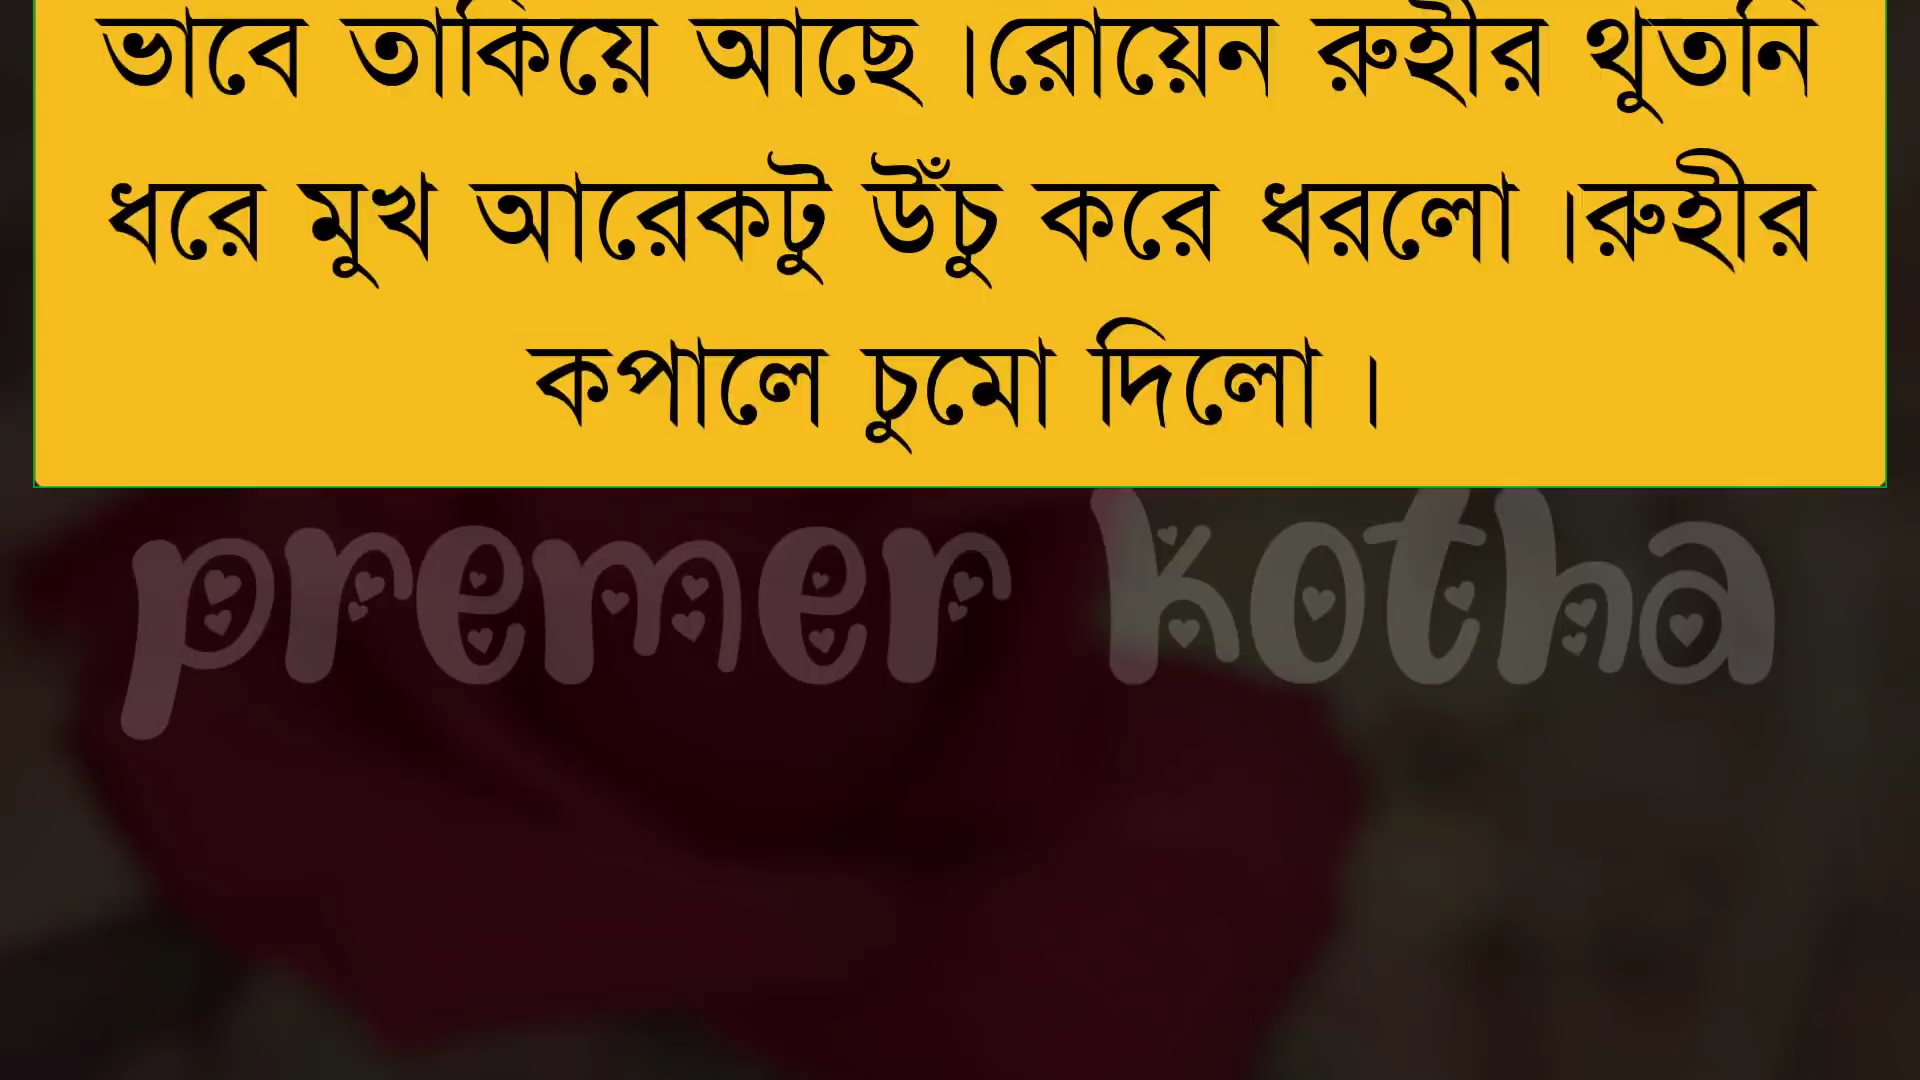 ভাবে তাকিয়ে আছে ।রোয়েন রুহীর থুতনি
ধরে মুখ আরেকটু উঁচু করে ধরলো ।রুহীর
কপালে চুমো দিলো ।
premer kotha